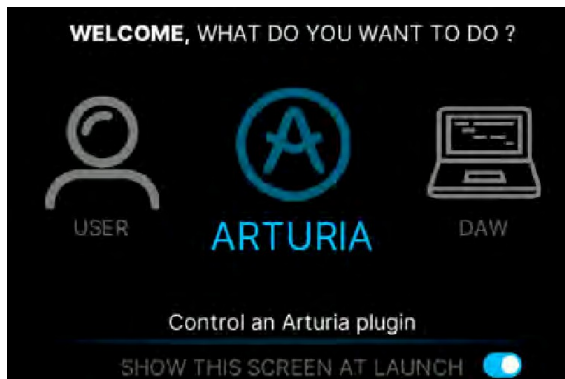 WELCOME, WHAT DO YOU WANT TO DO ?
USER
ARTURIA
DAW
Control an Arturia plugin
SHOW THIS SCREEN AT LAUNCH